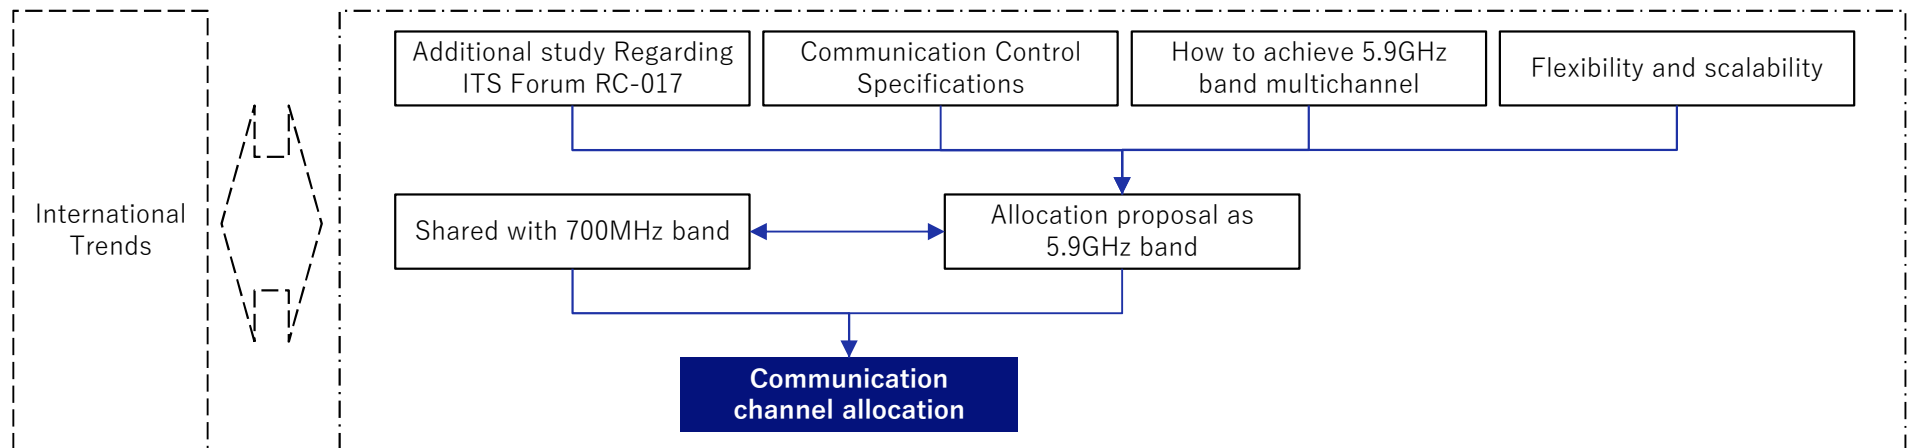 Additional study Regarding
ITS Forum RC-017
Communication Control
Specifications
How to achieve 5.9GHz
band multichannel
Flexibility and scalability
International
Trends
Shared with 700MHz band
Allocation proposal as
5.9GHz band
Communication
channel allocation